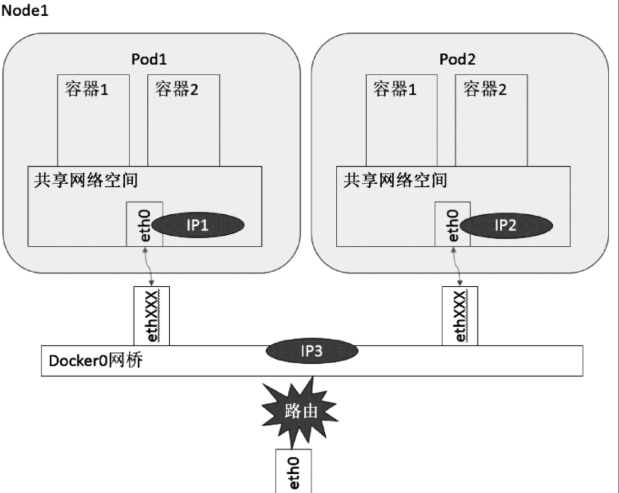 Node1
Pod1
Pod2
容器1
容器2
容器1
容器2
共享网络空间
共享网络空间
eth0
IP1
eth0
IP2
ethXXX
ethXXX
IP3
Docker0网桥
路由
eth0